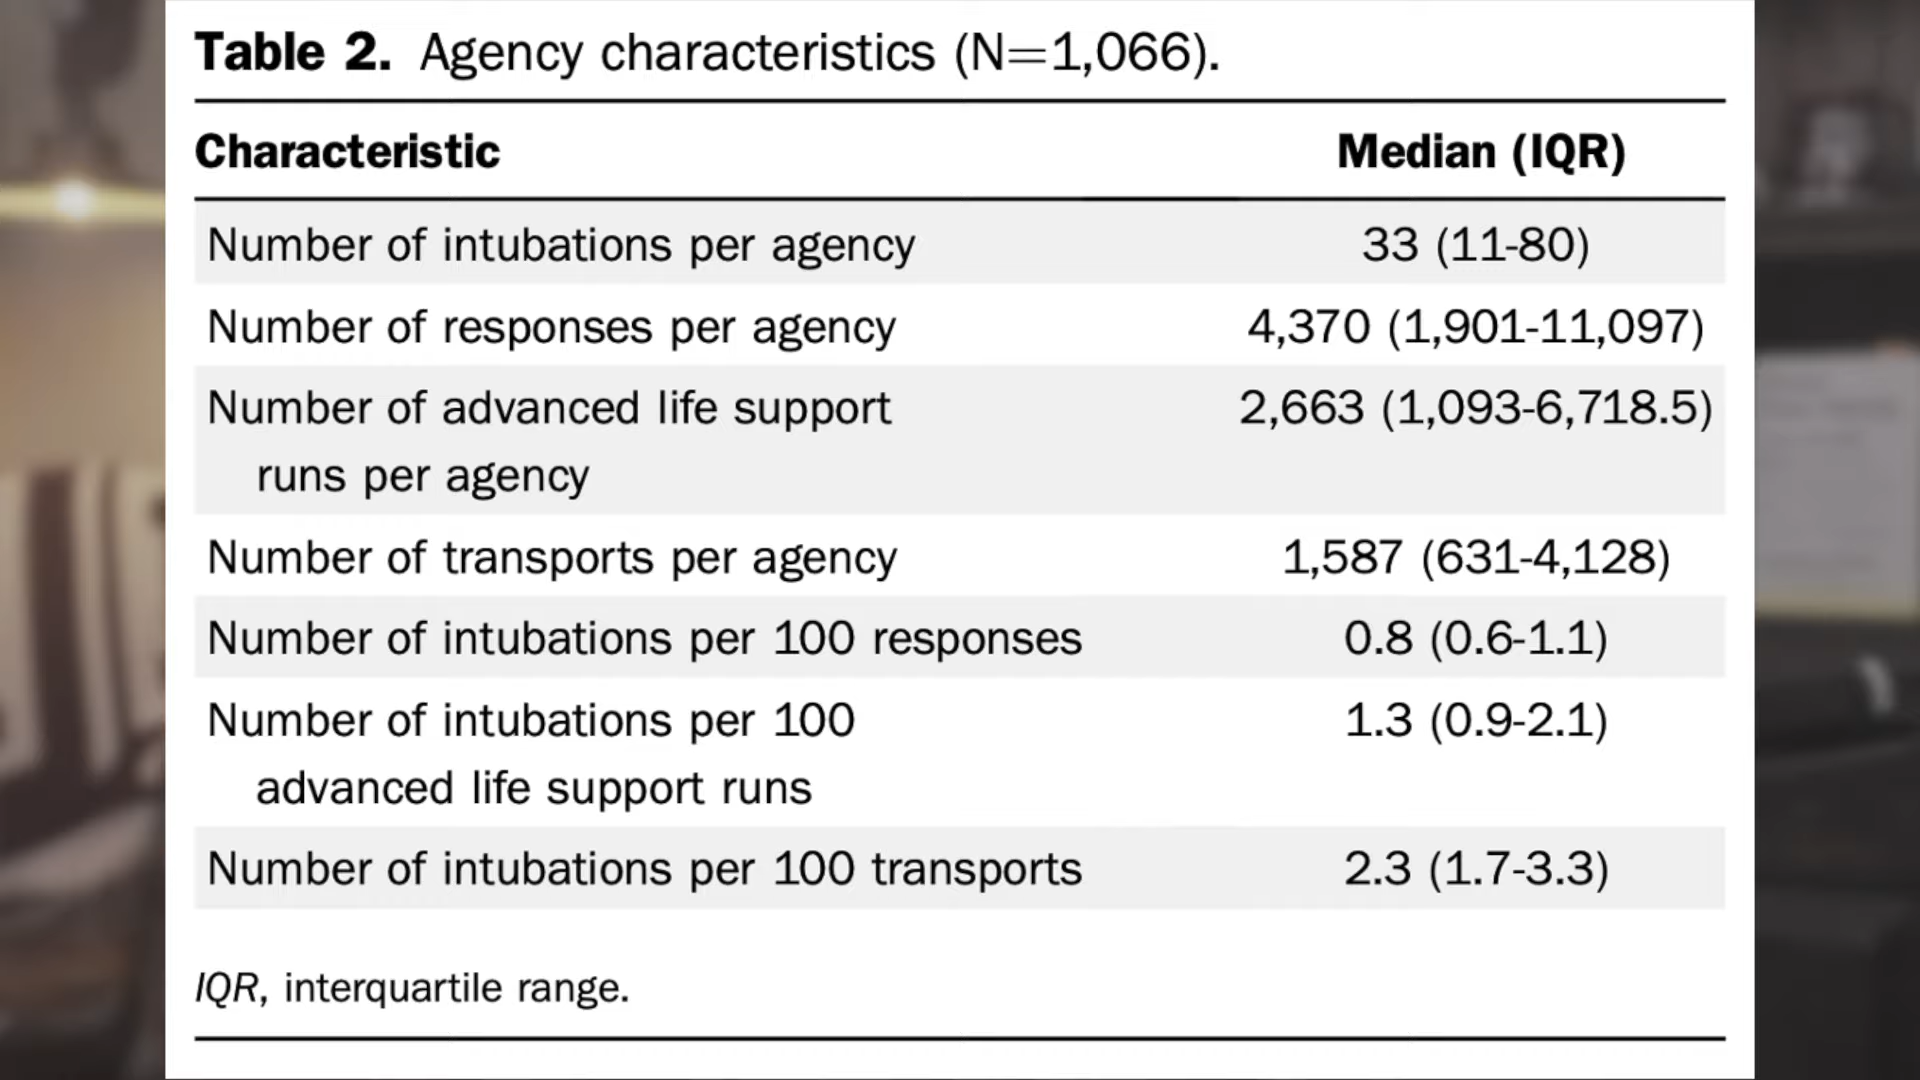 Table 2. Agency characteristics (N=1,066).
Characteristic Median (IQR)
Number of intubations per agency 33 (11-80)
Number of responses per agency 4,370 (1,901-11,097)
Number of advanced life support 2,663 (1,093-6,718.5)
runs per agency
Number of transports per agency 1,587 (631-4,128)
Number of intubations per 100 responses 0.8 (0.6-1.1)
Number of intubations per 100 1.3 (0.9-2.1)
advanced life support runs
Number of intubations per 100 transports 2.3 (1.7-3.3)
IQR, interquartile range.